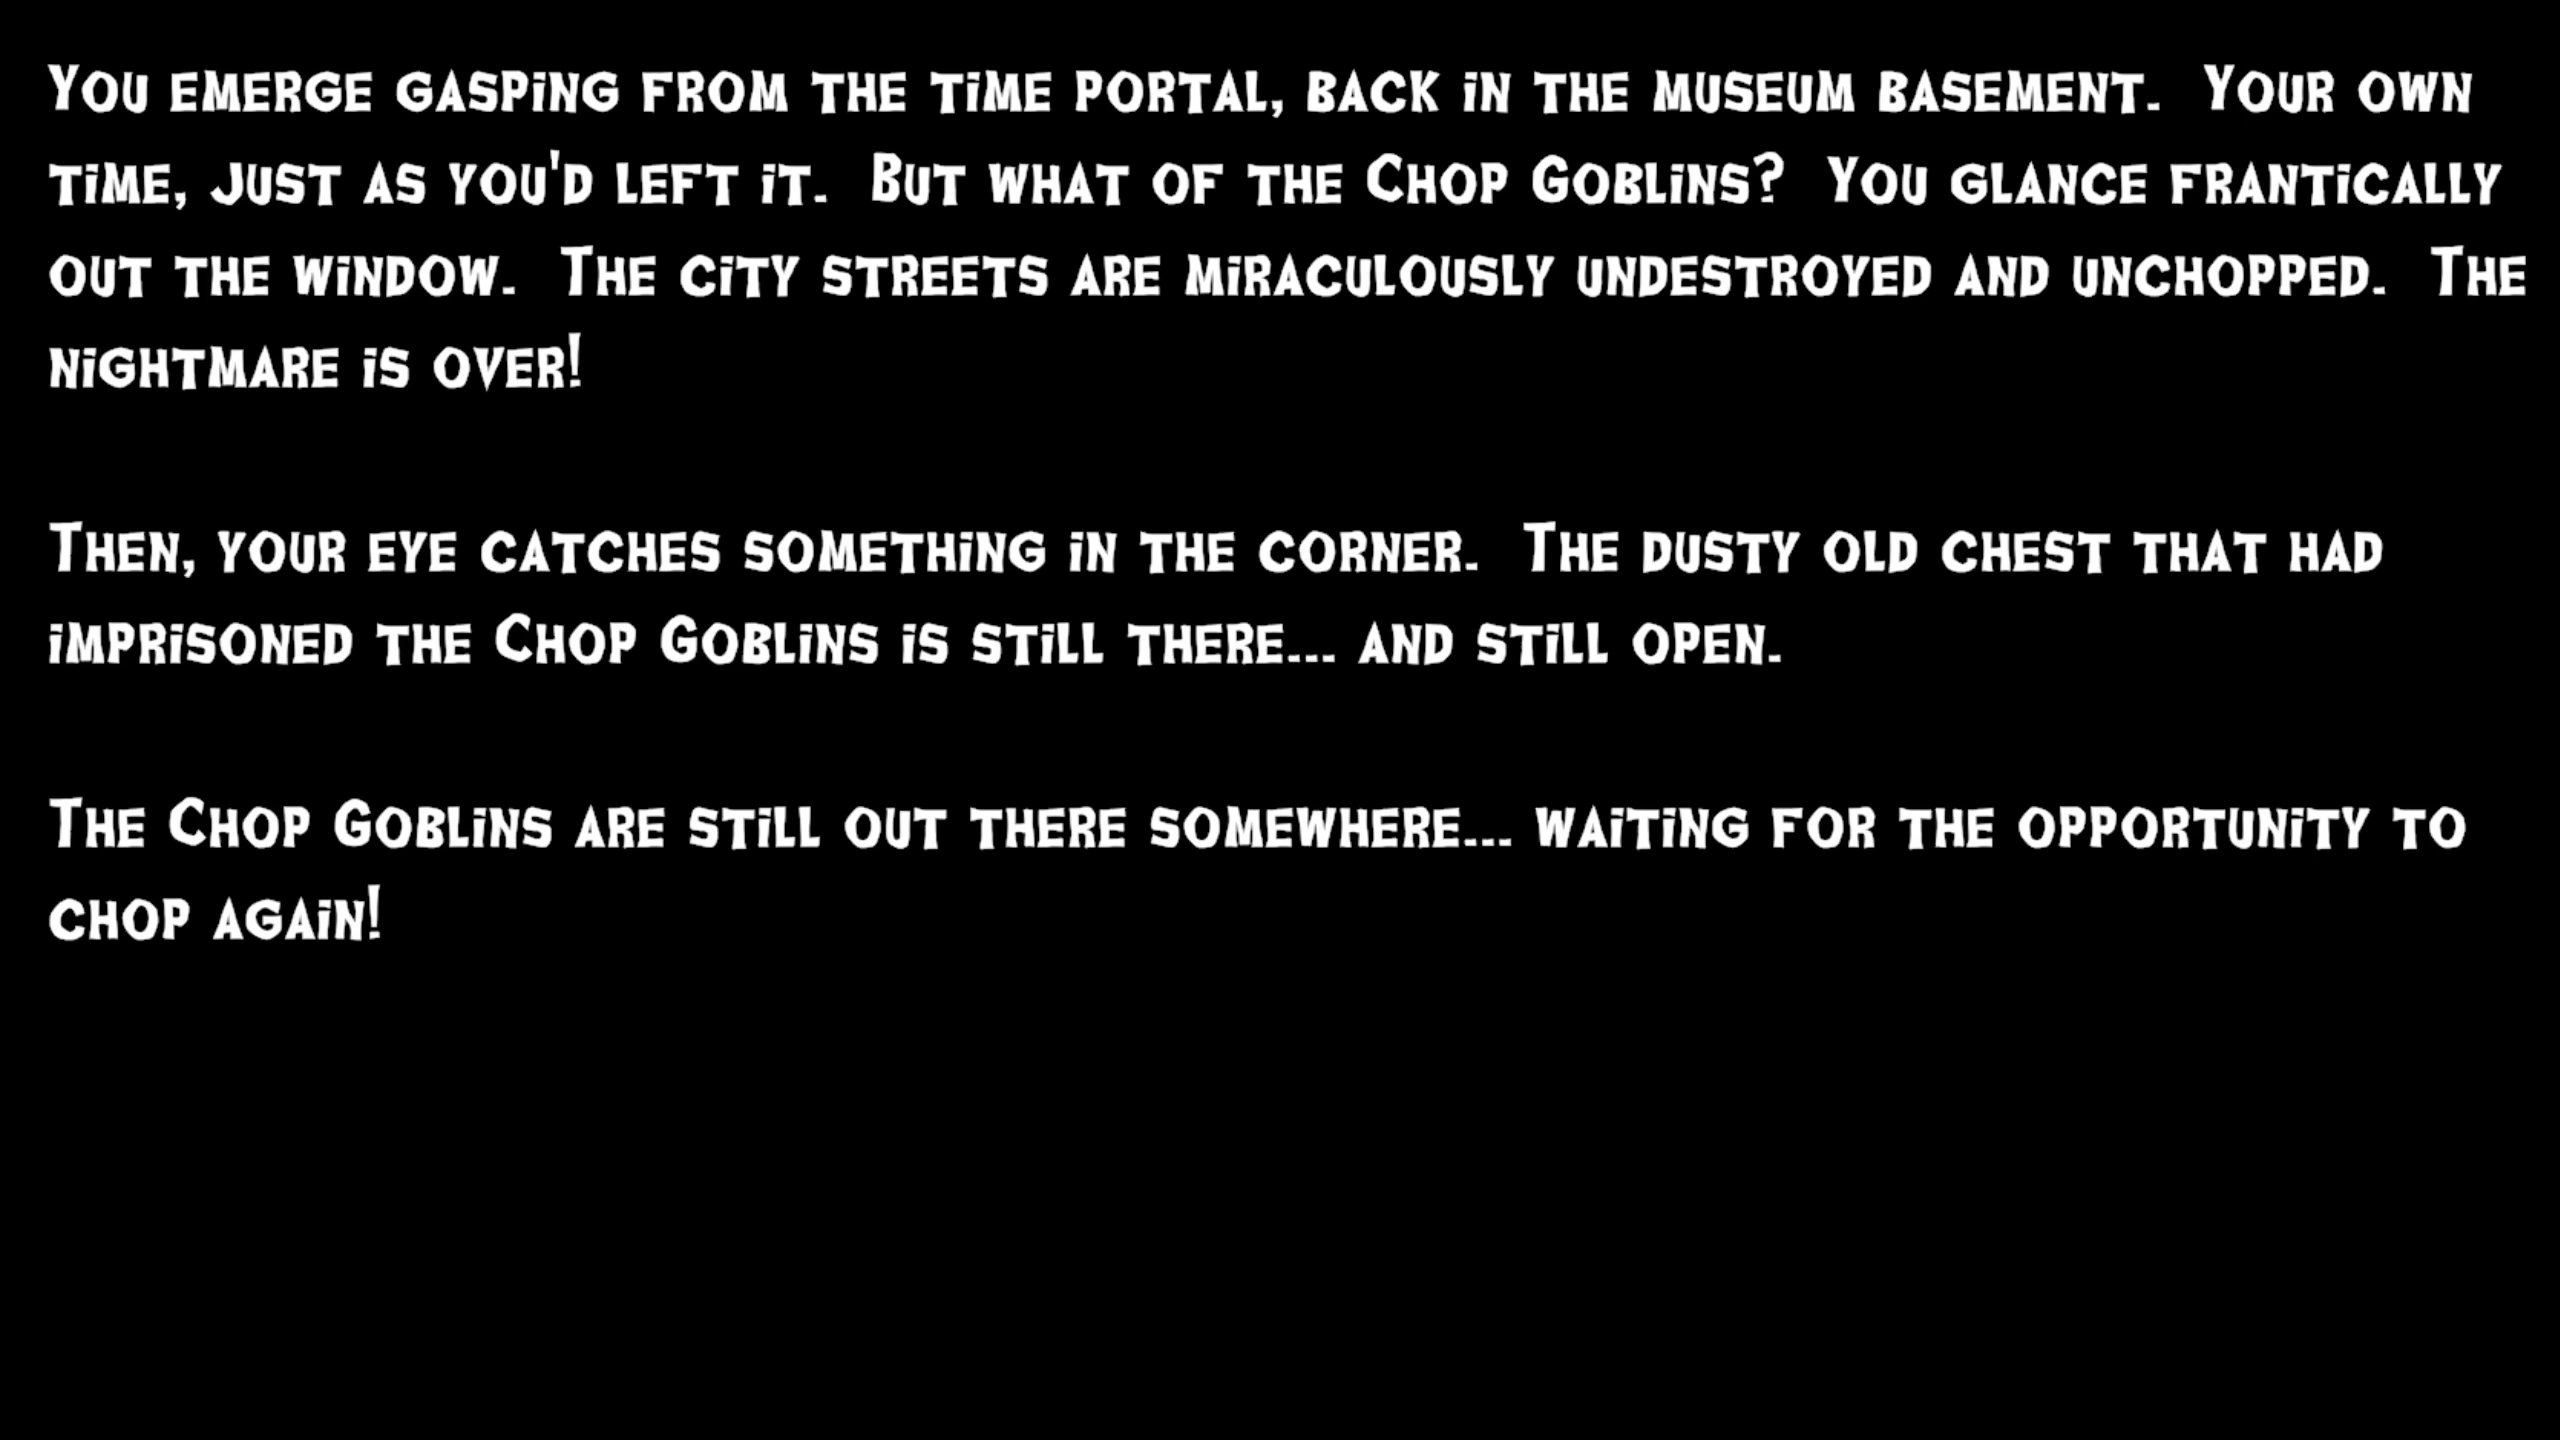 You emerge gasping from the time portal, back in the museum basement.  Your own
time, just as you'd left it.  But what of the Chop Goblins?  You glance frantically
out the window.  The city streets are miraculously undestroyed and unchopped.  The
nightmare is over!
Then, your eye catches something in the corner.  The dusty old chest that had
imprisoned the Chop Goblins is still there... and still open.
The Chop Goblins are still out there somewhere... waiting for the opportunity to
chop again!